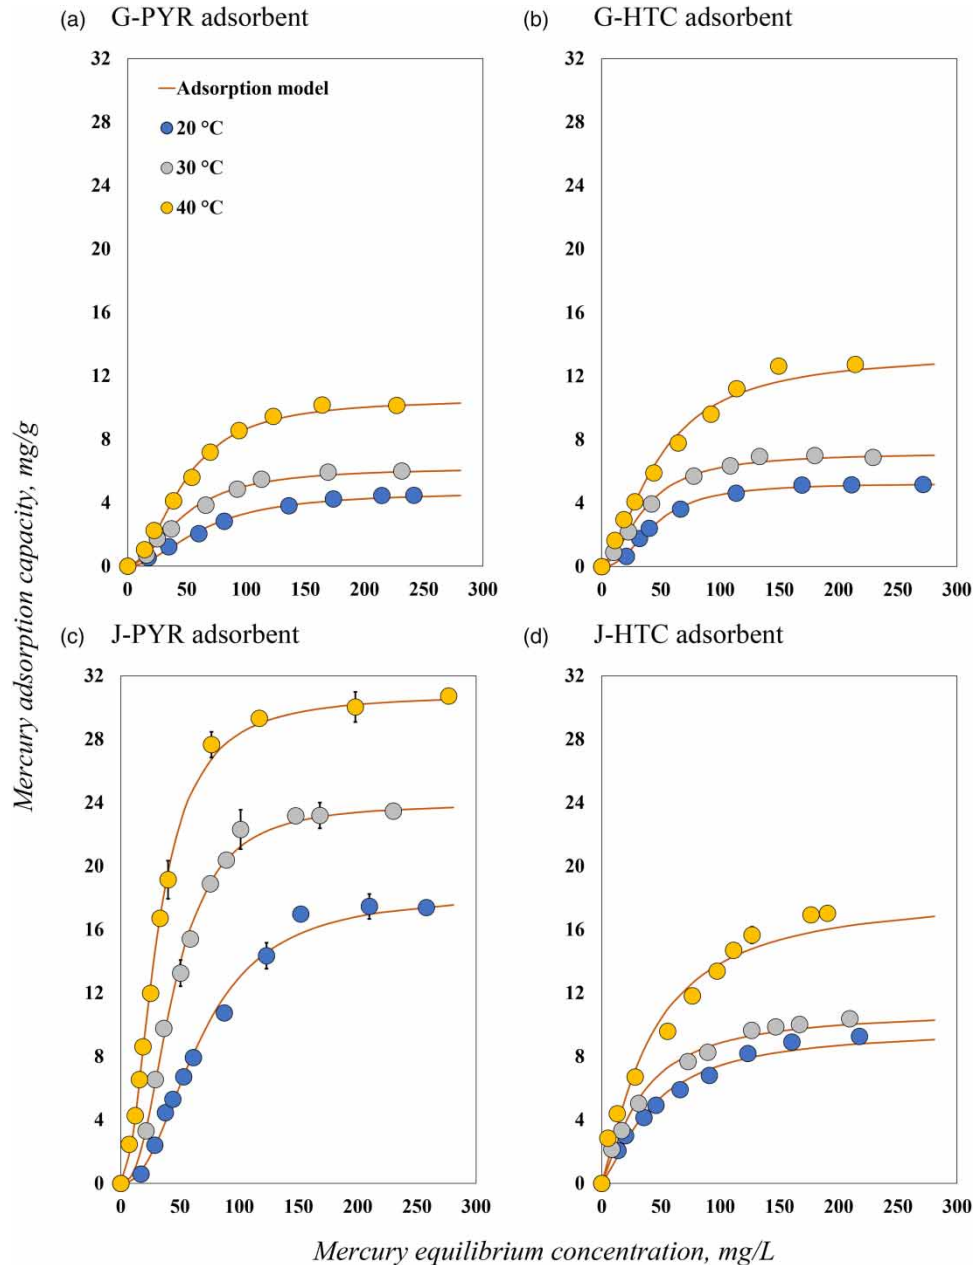 (a) G-PYR adsorbent
(b) G-HTC adsorbent
32
28
24
20
16
12
8
4
0
Adsorption model
20 °C
30 °C
40 °C
0 50 100 150 200 250 300
32
28
24
20
16
12
8
4
0
0 50 100 150 200 250 300
(c) J-PYR adsorbent
(d) J-HTC adsorbent
32
28
24
20
16
12
8
4
0
0 50 100 150 200 250 300
32
28
24
20
16
12
8
4
0
0 50 100 150 200 250 300
Mercury adsorption capacity, mg/g
Mercury equilibrium concentration, mg/L